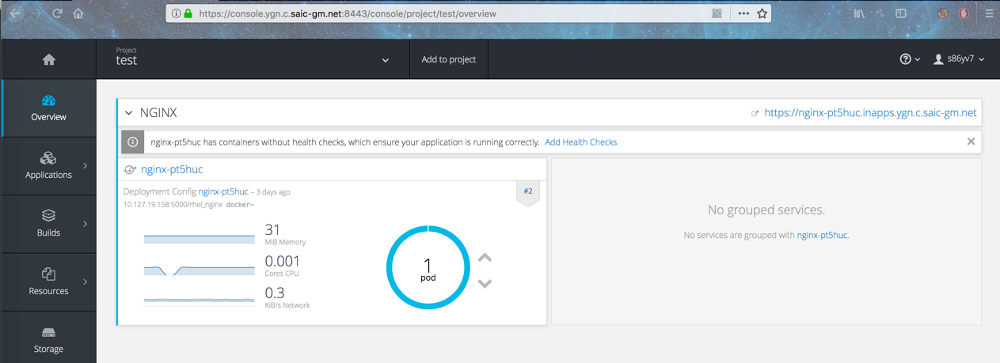 https://console.ygn.c.saic-gm.net:8443/console/project/test/overview
Project
test
Add to project
s86yv7
Overview
Applications
Builds
Resources
Storage
NGINX
https://nginx-pt5huc.inapps.ygn.c.saic-gm.net
nginx-pt5huc has containers without health checks, which ensure your application is running correctly. Add Health Checks
nginx-pt5huc
Deployment Config nginx-pt5huc – 3 days ago
#2
10.127.19.158:5000/rhel_nginx docker~
31
MiB Memory
0.001
Cores CPU
0.3
KiB/s Network
1
pod
No grouped services.
No services are grouped with nginx-pt5huc.